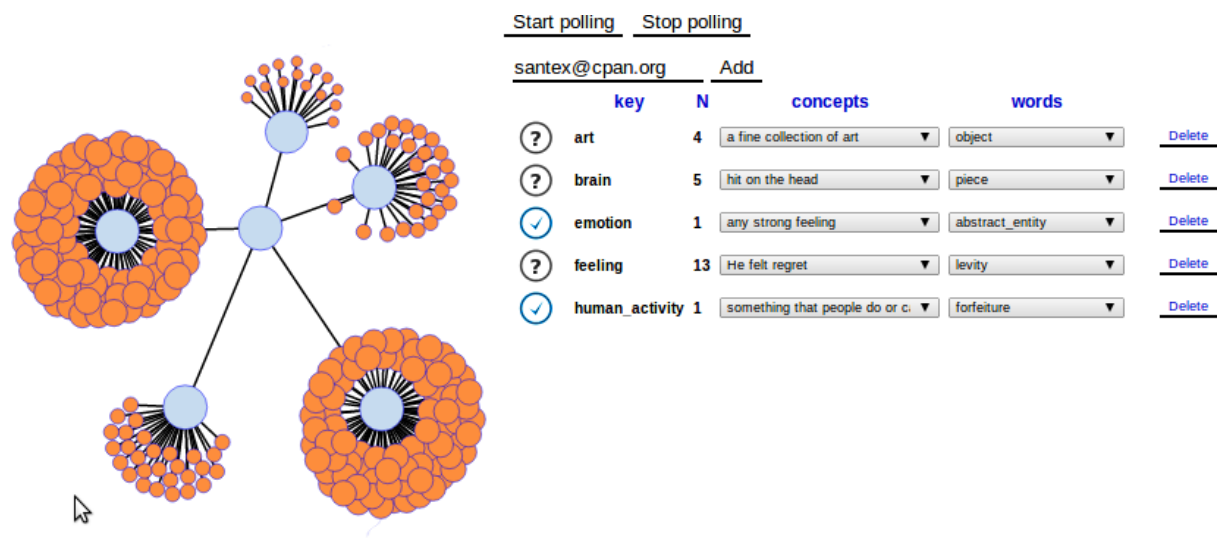 Start polling Stop polling
santex@cpan.org Add
key N concepts words
? art 4 a fine collection of art object Delete
? brain 5 hit on the head piece Delete
emotion 1 any strong feeling abstract_entity Delete
? feeling 13 He felt regret levity Delete
human_activity 1 something that people do or c forfeiture Delete